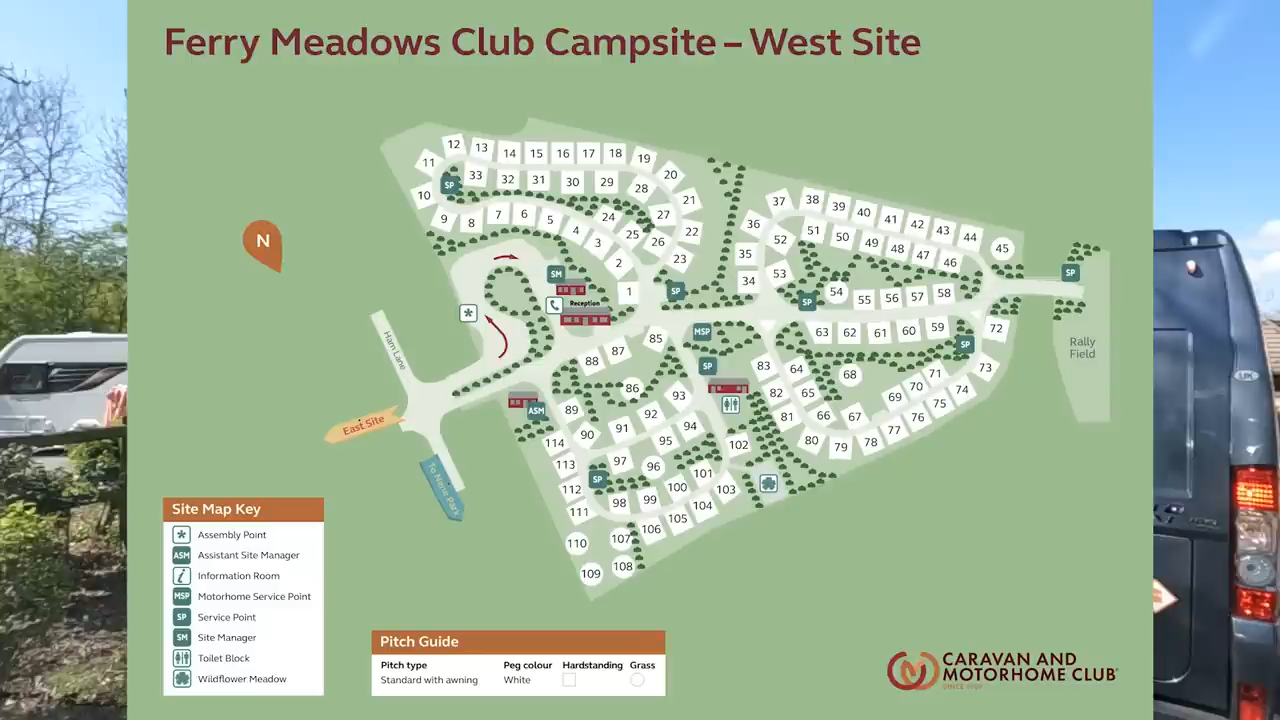 Ferry Meadows Club Campsite – West Site
12 13 14 15 16 17 18 19 20
11 SP 33 32 31 30 29 28 21
10 9 8 7 6 5 4 3 2 1 24 25 26 27 22 23
N
SM
Reception
SP
37 38 39 40 41 42 43 44 45
36 52 51 50 49 48 47 46
35 34 53 SP 54 55 56 57 58
SP
MSP
SP
63 62 61 60 59 SP 72
Rally
Field
83 64 68 71 73
82 65 69 70 74
81 66 67 77 76 75
80 79 78
85
88 87
86
89 93
90 91 92
95 94 102
Ham Lane
East Site
To Nene Park
ASM
114
113 SP 97 96 101
112 98 99 100 103
111 106 105 104
110 107
109 108
Site Map Key
Assembly Point
ASM Assistant Site Manager
i Information Room
MSP Motorhome Service Point
SP Service Point
SM Site Manager
Toilet Block
Wildflower Meadow
Pitch Guide
Pitch type Peg colour Hardstanding Grass
Standard with awning White
CARAVAN AND
MOTORHOME CLUB
SINCE 1907